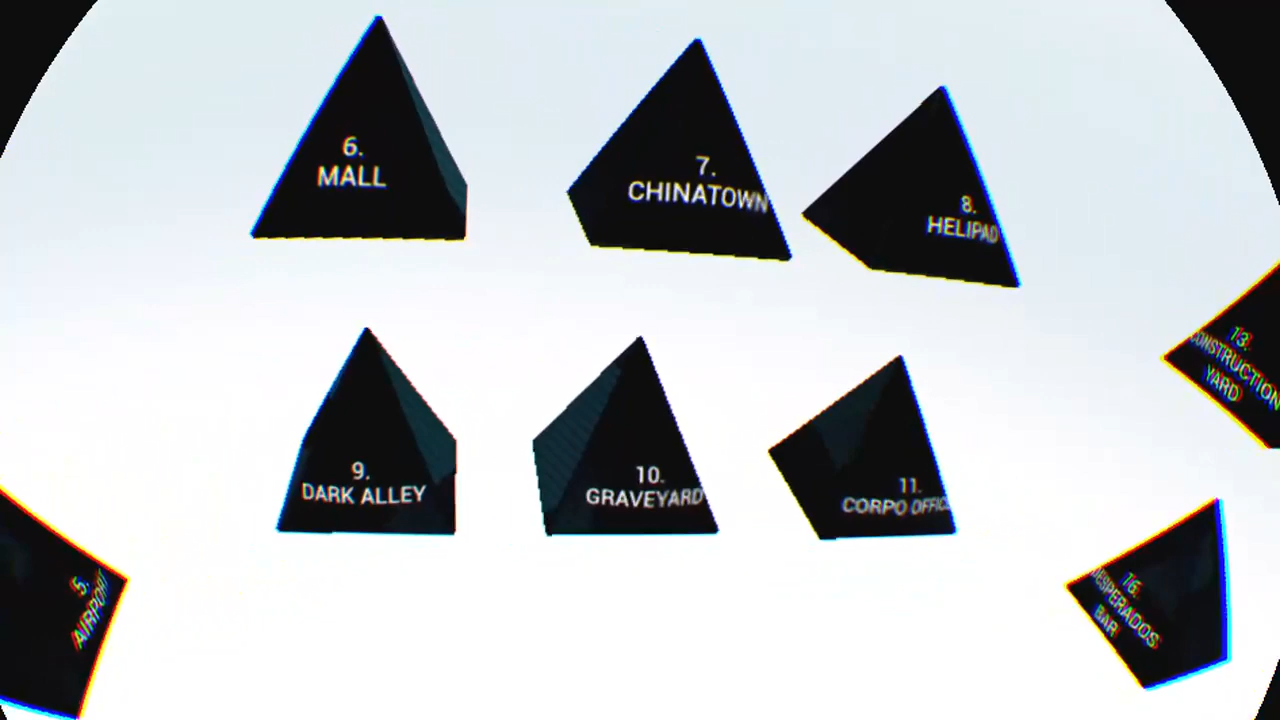 6.
MALL
7.
CHINATOWN
8.
HELIPAD
13.
CONSTRUCTION
YARD
9.
DARK ALLEY
10.
GRAVEYARD
11.
CORPO OFFIC
5.
AIRPORT
16.
DESPERADOS
BAR